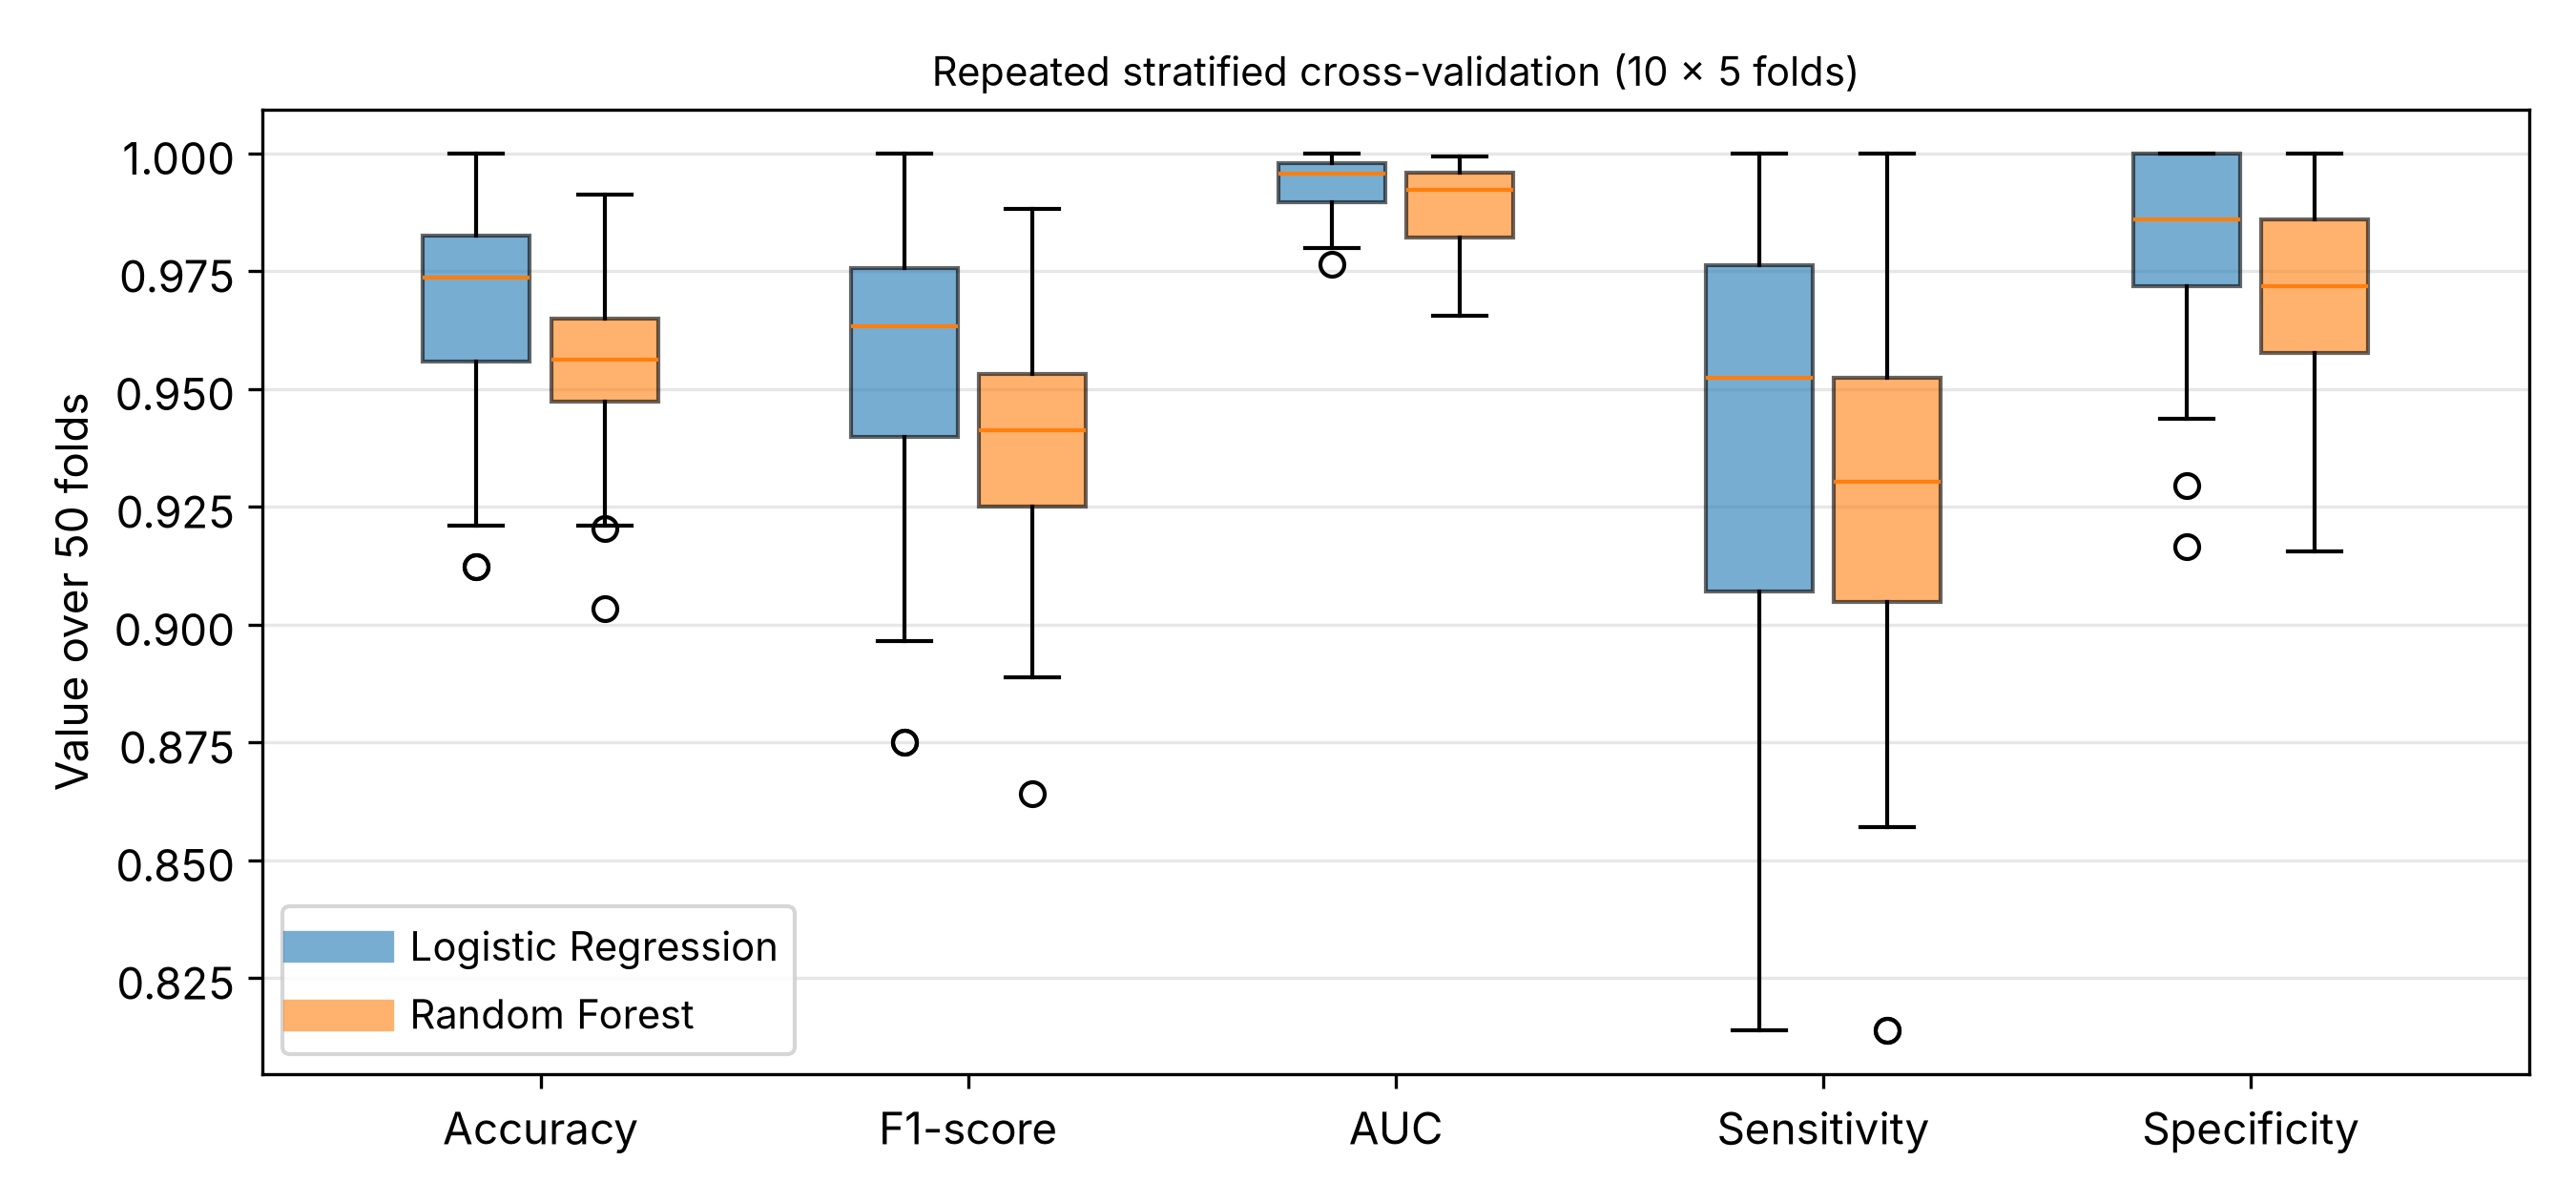 Repeated stratified cross-validation (10 × 5 folds)
Value over 50 folds
1.000
0.975
0.950
0.925
0.900
0.875
0.850
0.825
Logistic Regression
Random Forest
Accuracy
F1-score
AUC
Sensitivity
Specificity